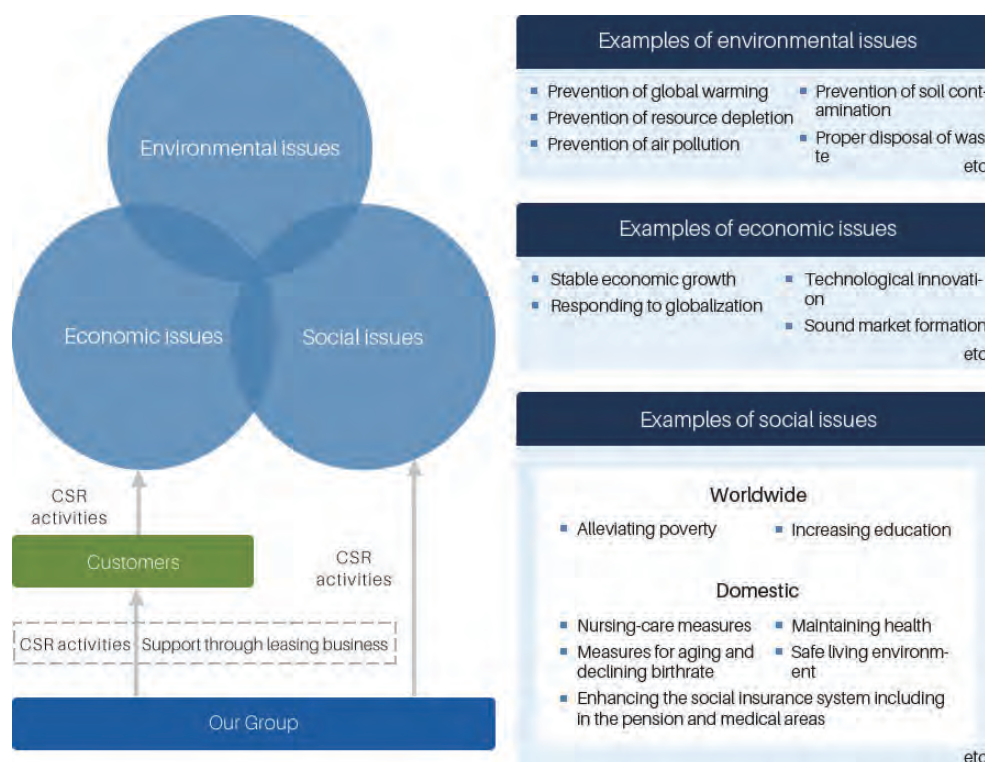 Environmental issues
Economic issues
Social issues
CSR
activities
Customers
CSR
activities
CSR activities
Support through leasing business
Our Group
Examples of environmental issues
▪ Prevention of global warming
▪ Prevention of resource depletion
▪ Prevention of air pollution
▪ Prevention of soil cont-
amination
▪ Proper disposal of was
te
etc
Examples of economic issues
▪ Stable economic growth
▪ Responding to globalization
▪ Technological innovati-
on
▪ Sound market formation
etc
Examples of social issues
Worldwide
▪ Alleviating poverty
▪ Increasing education
Domestic
▪ Nursing-care measures
▪ Maintaining health
▪ Measures for aging and
declining birthrate
▪ Safe living environm-
ent
▪ Enhancing the social insurance system including
in the pension and medical areas
etc